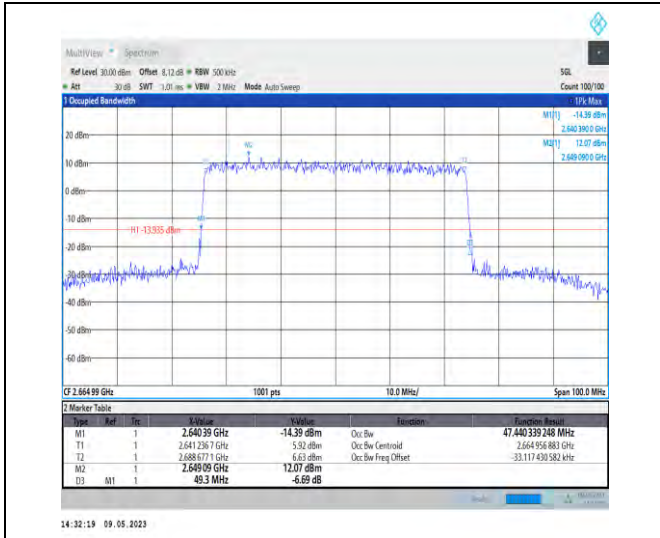 MultiView Spectrum
Ref Level 30.00 dBm Offset 8.12 dB RBW 500 kHz SGL
Att 30 dB SWT 1.01 ms VBW 2 MHz Mode Auto Sweep Count 100/100
1 Occupied Bandwidth 1Pk Max
M1[1] -14.39 dBm
2.640 390 0 GHz
M2[1] 12.07 dBm
2.649 090 0 GHz
20 dBm
M2
10 dBm
T1 T2
0 dBm
-10 dBm
H1 -13.935 dBm
-20 dBm
-30 dBm
-40 dBm
-50 dBm
-60 dBm
CF 2.664 99 GHz 1001 pts 10.0 MHz/ Span 100.0 MHz
2 Marker Table
Type Ref Trc X-Value Y-Value Function Function Result
M1 1 2.640 39 GHz -14.39 dBm Occ Bw 47.440 339 248 MHz
T1 1 2.641 236 7 GHz 5.92 dBm Occ Bw Centroid 2.664 956 883 GHz
T2 1 2.688 677 1 GHz 6.63 dBm Occ Bw Freq Offset -33.117 430 582 kHz
M2 1 2.649 09 GHz 12.07 dBm
D3 M1 1 49.3 MHz -6.69 dB
14:32:19 09.05.2023